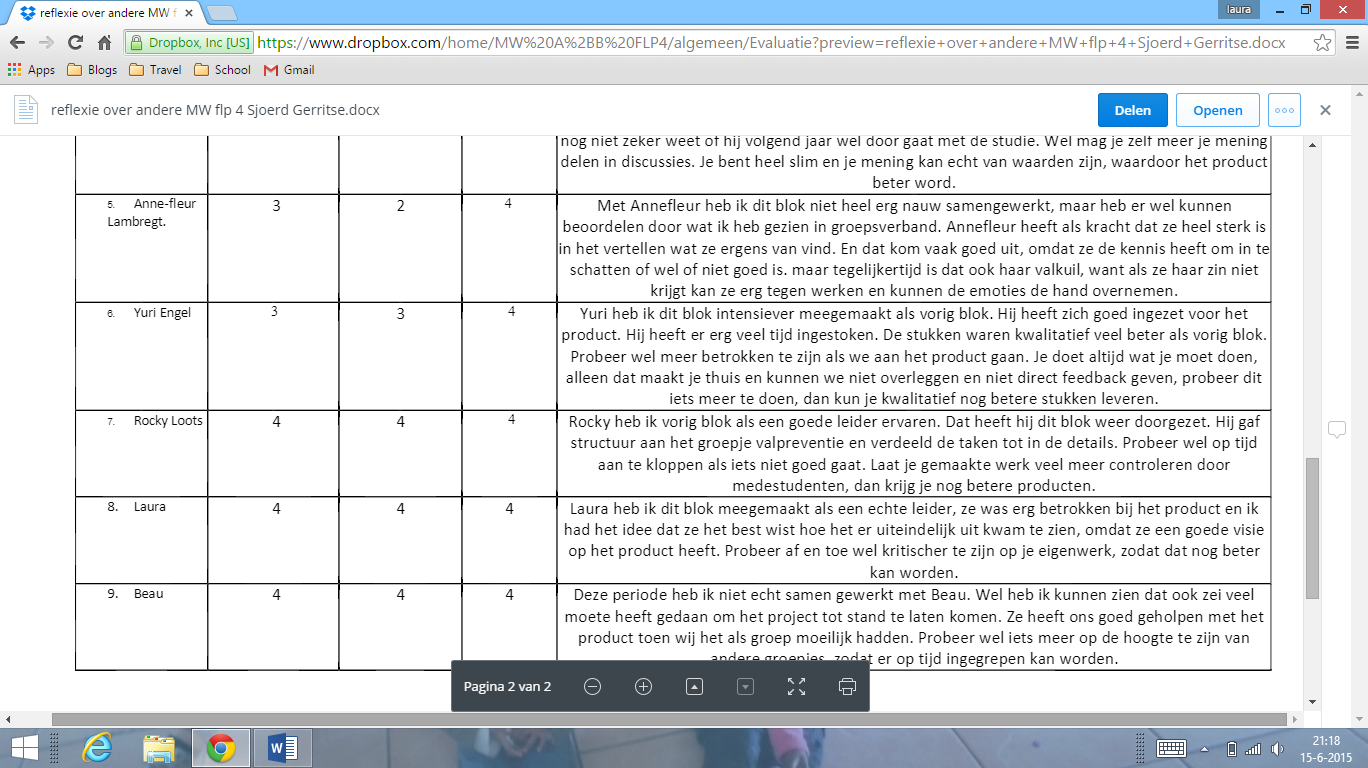 reflexie over andere MW f
laura
Dropbox, Inc [US]
https://www.dropbox.com/home/MW%20A%2BB%20FLP4/algemeen/Evaluatie?preview=reflexie+over+andere+MW+flp+4+Sjoerd+Gerritse.docx
Apps Blogs Travel School Gmail
reflexie over andere MW flp 4 Sjoerd Gerritse.docx
Delen Openen
nog niet zeker weet of hij volgend jaar wel door gaat met de studie. Wel mag je zelf meer je mening
delen in discussies. Je bent heel slim en je mening kan echt van waarden zijn, waardoor het product
beter word.
5. Anne-fleur
Lambregt.
3 2 4
Met Annefleur heb ik dit blok niet heel erg nauw samengewerkt, maar heb er wel kunnen
beoordelen door wat ik heb gezien in groepsverband. Annefleur heeft als kracht dat ze heel sterk is
in het vertellen wat ze ergens van vind. En dat kom vaak goed uit, omdat ze de kennis heeft om in te
schatten of wel of niet goed is. maar tegelijkertijd is dat ook haar valkuil, want als ze haar zin niet
krijgt kan ze erg tegen werken en kunnen de emoties de hand overnemen.
6. Yuri Engel
3 3 4
Yuri heb ik dit blok intensiever meegemaakt als vorig blok. Hij heeft zich goed ingezet voor het
product. Hij heeft er erg veel tijd ingestoken. De stukken waren kwalitatief veel beter als vorig blok.
Probeer wel meer betrokken te zijn als we aan het product gaan. Je doet altijd wat je moet doen,
alleen dat maakt je thuis en kunnen we niet overleggen en niet direct feedback geven, probeer dit
iets meer te doen, dan kun je kwalitatief nog betere stukken leveren.
7. Rocky Loots
4 4 4
Rocky heb ik vorig blok als een goede leider ervaren. Dat heeft hij dit blok weer doorgezet. Hij gaf
structuur aan het groepje valpreventie en verdeeld de taken tot in de details. Probeer wel op tijd
aan te kloppen als iets niet goed gaat. Laat je gemaakte werk veel meer controleren door
medestudenten, dan krijg je nog betere producten.
8. Laura
4 4 4
Laura heb ik dit blok meegemaakt als een echte leider, ze was erg betrokken bij het product en ik
had het idee dat ze het best wist hoe het er uiteindelijk uit kwam te zien, omdat ze een goede visie
op het product heeft. Probeer af en toe wel kritischer te zijn op je eigenwerk, zodat dat nog beter
kan worden.
9. Beau
4 4 4
Deze periode heb ik niet echt samen gewerkt met Beau. Wel heb ik kunnen zien dat ook zei veel
moete heeft gedaan om het project tot stand te laten komen. Ze heeft ons goed geholpen met het
product toen wij het als groep moeilijk hadden. Probeer wel iets meer op de hoogte te zijn van
andere groepjes, zodat er op tijd ingegrepen kan worden.
Pagina 2 van 2
21:18
15-6-2015